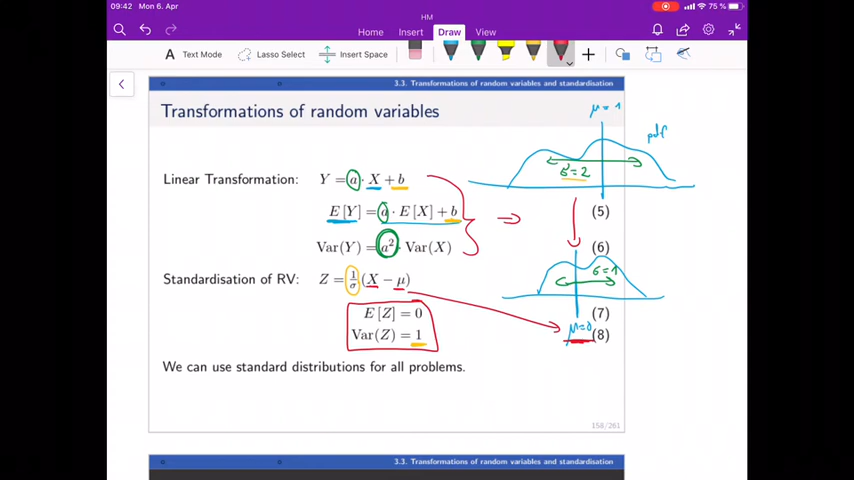 09:42 Mon 6. Apr
75 %
HM
Home Insert Draw View
Text Mode
Lasso Select
Insert Space
3.3. Transformations of random variables and standardisation
Transformations of random variables
μ = 1
pdf
σ = 2
Linear Transformation: Y = a · X + b
E [Y] = a · E [X] + b (5)
Var(Y) = a² · Var(X) (6)
σ = 1
Standardisation of RV: Z = 1/σ (X − μ)
E [Z] = 0 (7)
Var(Z) = 1 (8)
μ=0
We can use standard distributions for all problems.
158/261
3.3. Transformations of random variables and standardisation